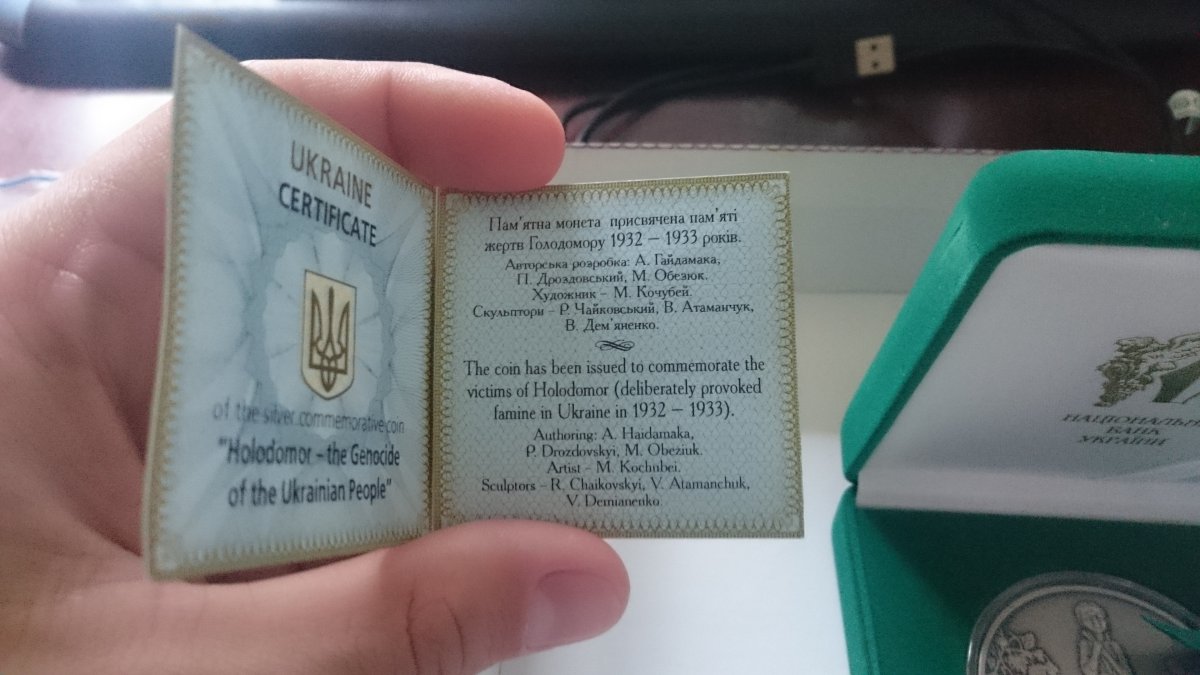 UKRAINE
CERTIFICATE
of the silver commemorative coin
"Holodomor – the Genocide
of the Ukrainian People"
Пам'ятна монета присвячена пам'яті
жертв Голодомору 1932 – 1933 років.
Авторська розробка: А. Гайдамака,
П. Дроздовський, М. Обезюк.
Художник – М. Кочубей.
Скульптори – Р. Чайковський, В. Атаманчук,
В. Дем'яненко.
The coin has been issued to commemorate the
victims of Holodomor (deliberately provoked
famine in Ukraine in 1932 – 1933).
Authoring: A. Haidamaka,
P. Drozdovskyi, M. Obeziuk.
Artist – M. Kochubei.
Sculptors – R. Chaikovskyi, V. Atamanchuk,
V. Demianenko.
НАЦІОНАЛЬН
БАНК
УКРАЇНИ